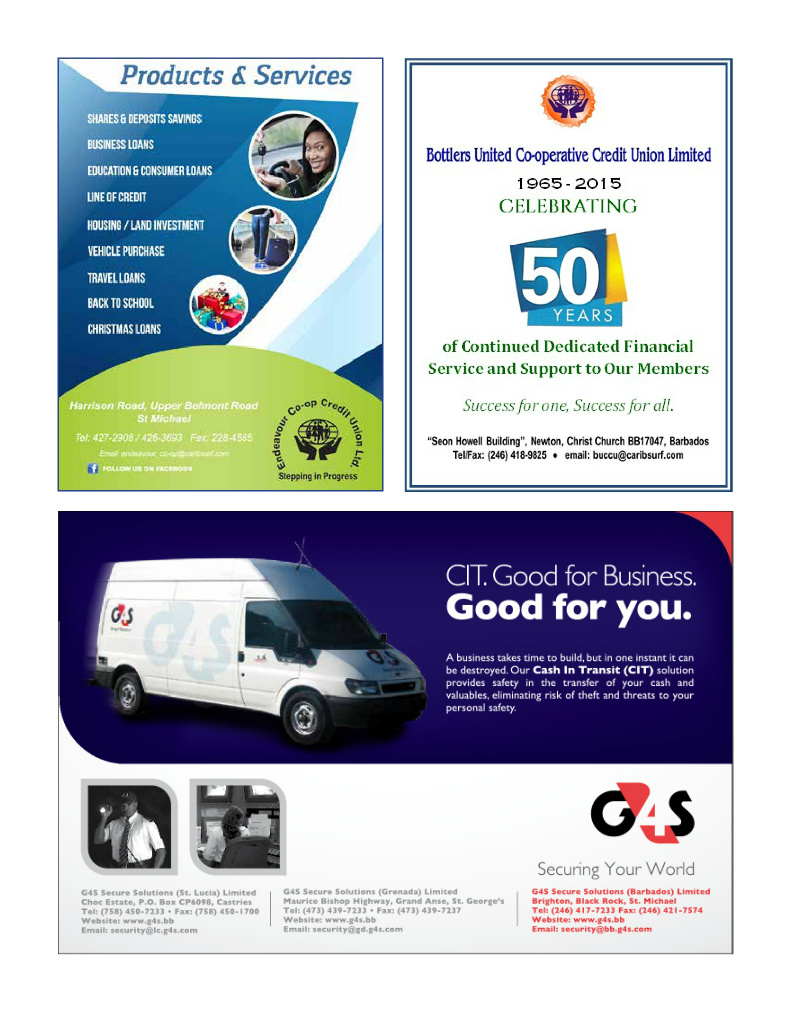 Products & Services
SHARES & DEPOSITS SAVINGS
BUSINESS LOANS
EDUCATION & CONSUMER LOANS
LINE OF CREDIT
HOUSING / LAND INVESTMENT
VEHICLE PURCHASE
TRAVEL LOANS
BACK TO SCHOOL
CHRISTMAS LOANS
Harrison Road, Upper Belmont Road
St Michael
Tel: 427-2908 / 426-3693 Fax: 228-4585
Email: endeavour_co-op@caribsurf.com
f FOLLOW US ON FACEBOOK
Endeavour Co-op Credit Union Ltd.
Stepping in Progress
Bottlers United Co-operative Credit Union Limited
1965 - 2015
CELEBRATING
50
YEARS
of Continued Dedicated Financial
Service and Support to Our Members
Success for one, Success for all.
“Seon Howell Building”, Newton, Christ Church BB17047, Barbados
Tel/Fax: (246) 418-9825 • email: buccu@caribsurf.com
G4S
G4S
CIT. Good for Business.
Good for you.
A business takes time to build, but in one instant it can
be destroyed. Our Cash In Transit (CIT) solution
provides safety in the transfer of your cash and
valuables, eliminating risk of theft and threats to your
personal safety.
G4S
Securing Your World
G4S Secure Solutions (St. Lucia) Limited
Choc Estate, P.O. Box CP6098, Castries
Tel: (758) 450-7233 • Fax: (758) 450-1700
Website: www.g4s.bb
Email: security@lc.g4s.com
G4S Secure Solutions (Grenada) Limited
Maurice Bishop Highway, Grand Anse, St. George’s
Tel: (473) 439-7233 • Fax: (473) 439-7237
Website: www.g4s.bb
Email: security@gd.g4s.com
G4S Secure Solutions (Barbados) Limited
Brighton, Black Rock, St. Michael
Tel: (246) 417-7233 Fax: (246) 421-7574
Website: www.g4s.bb
Email: security@bb.g4s.com